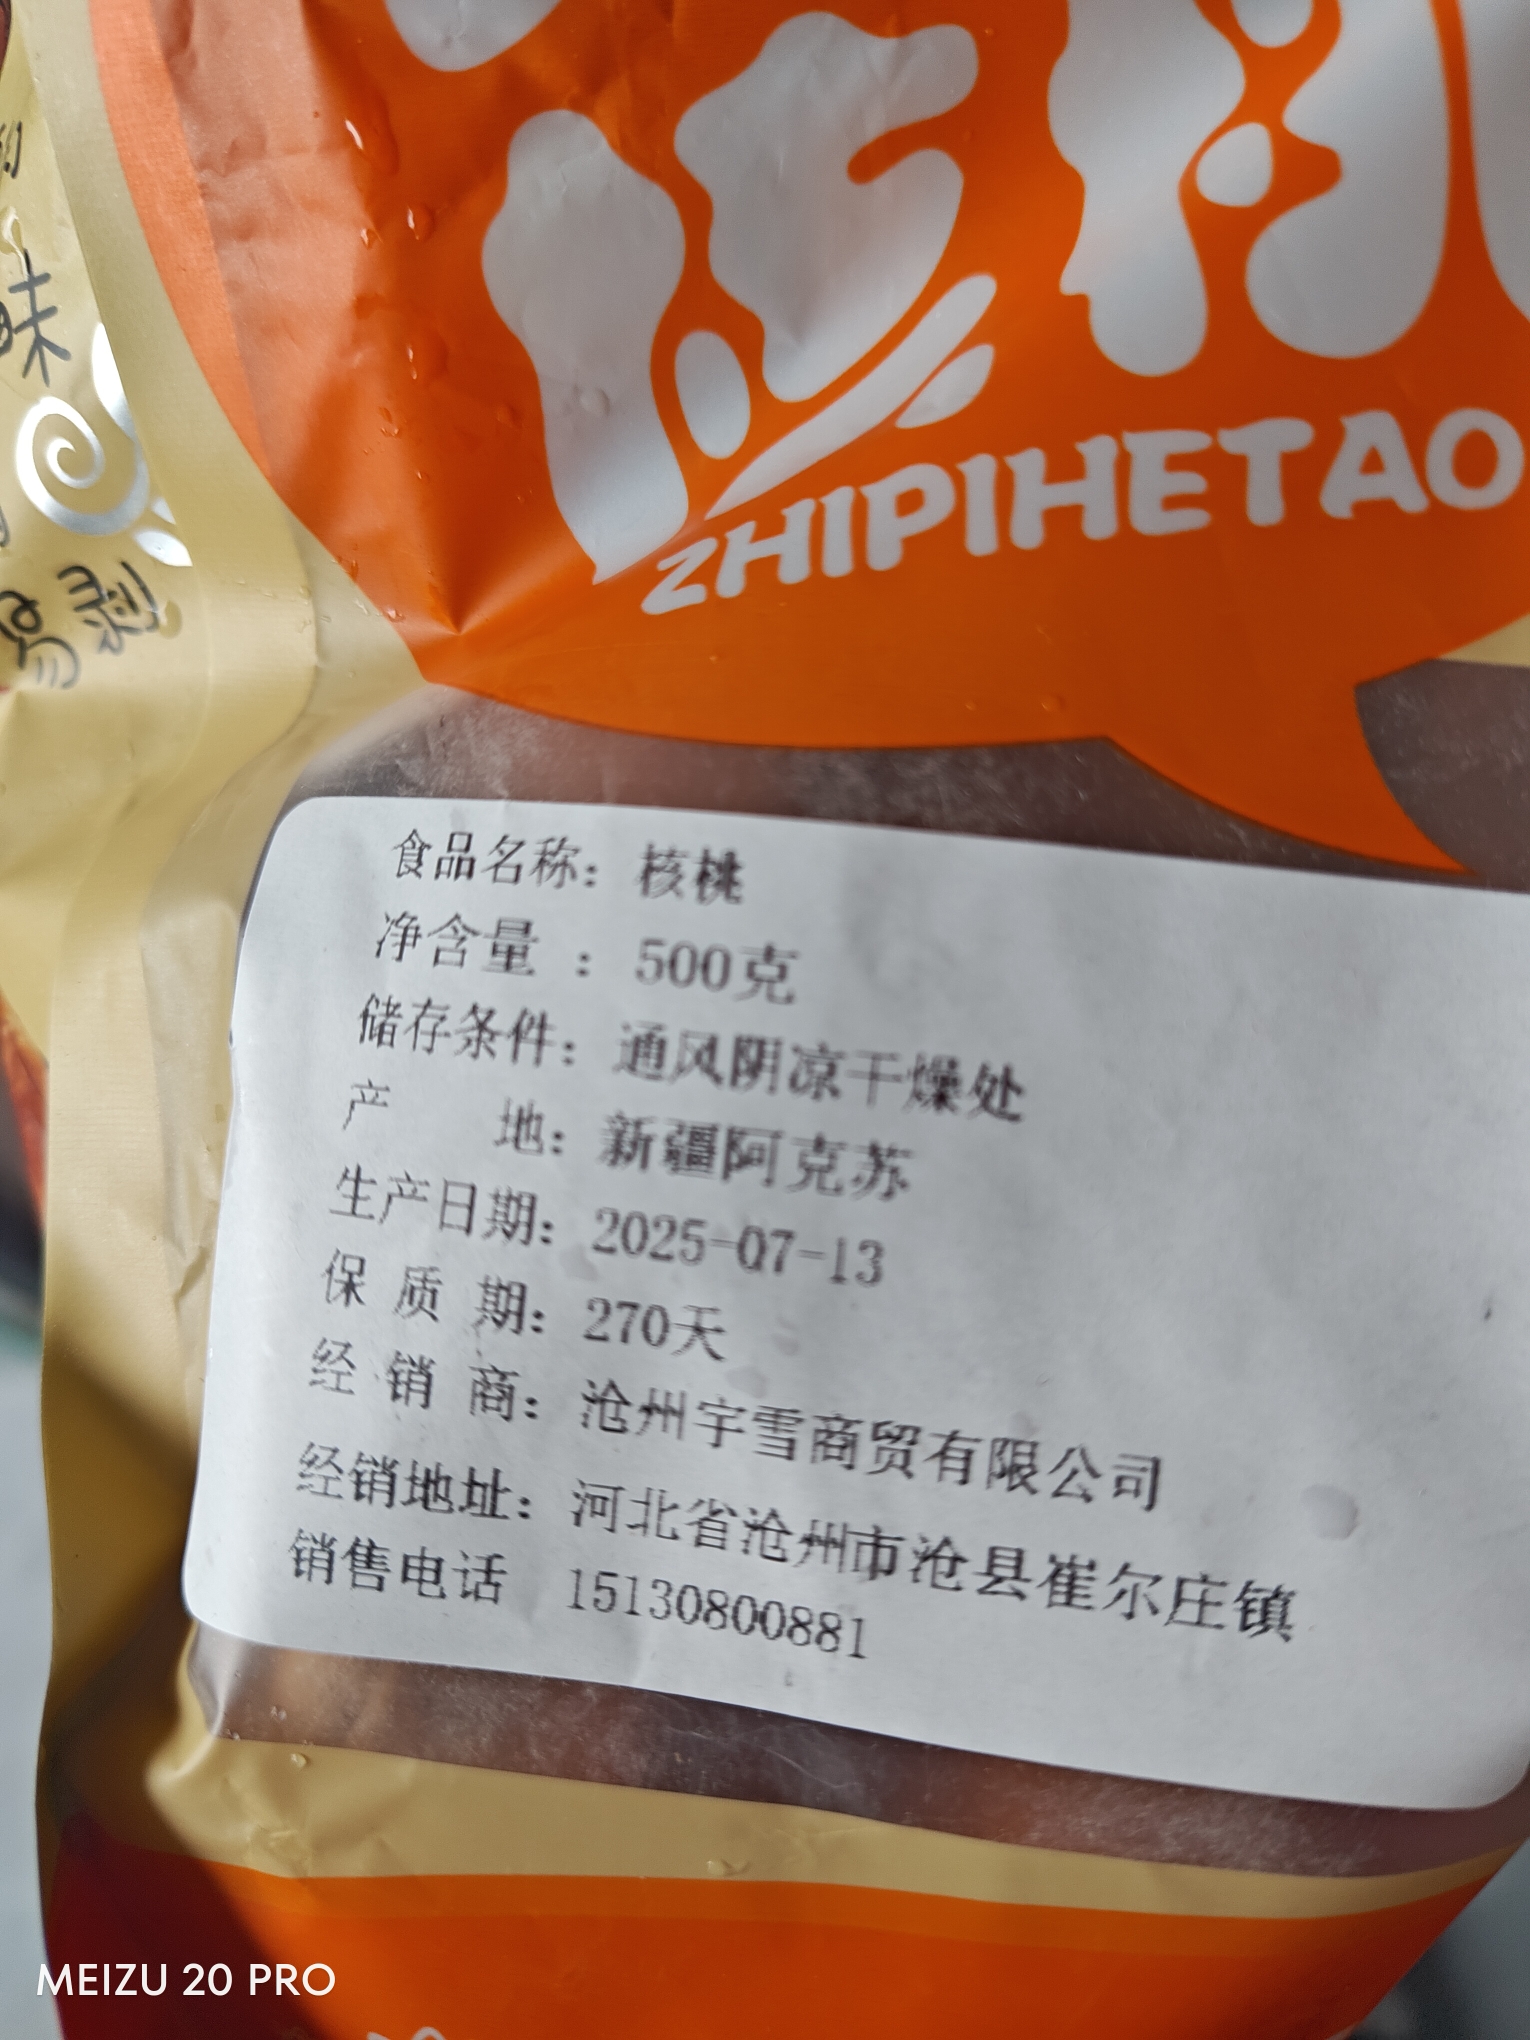 味
易剥
ZHIPIHETAO
食品名称：核桃
净含量 ：500克
储存条件：通风阴凉干燥处
产 地：新疆阿克苏
生产日期：2025-07-13
保 质 期：270天
经 销 商：沧州宇雪商贸有限公司
经销地址：河北省沧州市沧县崔尔庄镇
销售电话 15130800881
MEIZU 20 PRO